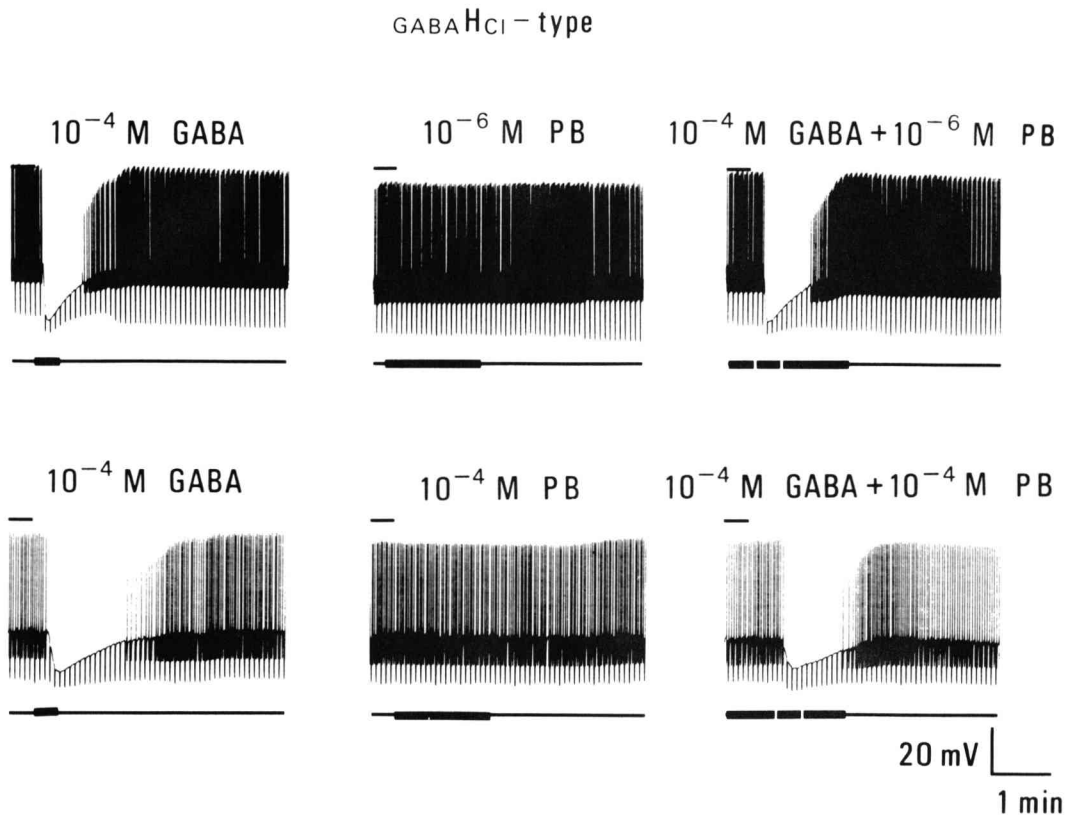 GABAHCl – type
10⁻⁴ M GABA
10⁻⁶ M PB
10⁻⁴ M GABA + 10⁻⁶ M PB
10⁻⁴ M GABA
10⁻⁴ M PB
10⁻⁴ M GABA + 10⁻⁴ M PB
20 mV
1 min